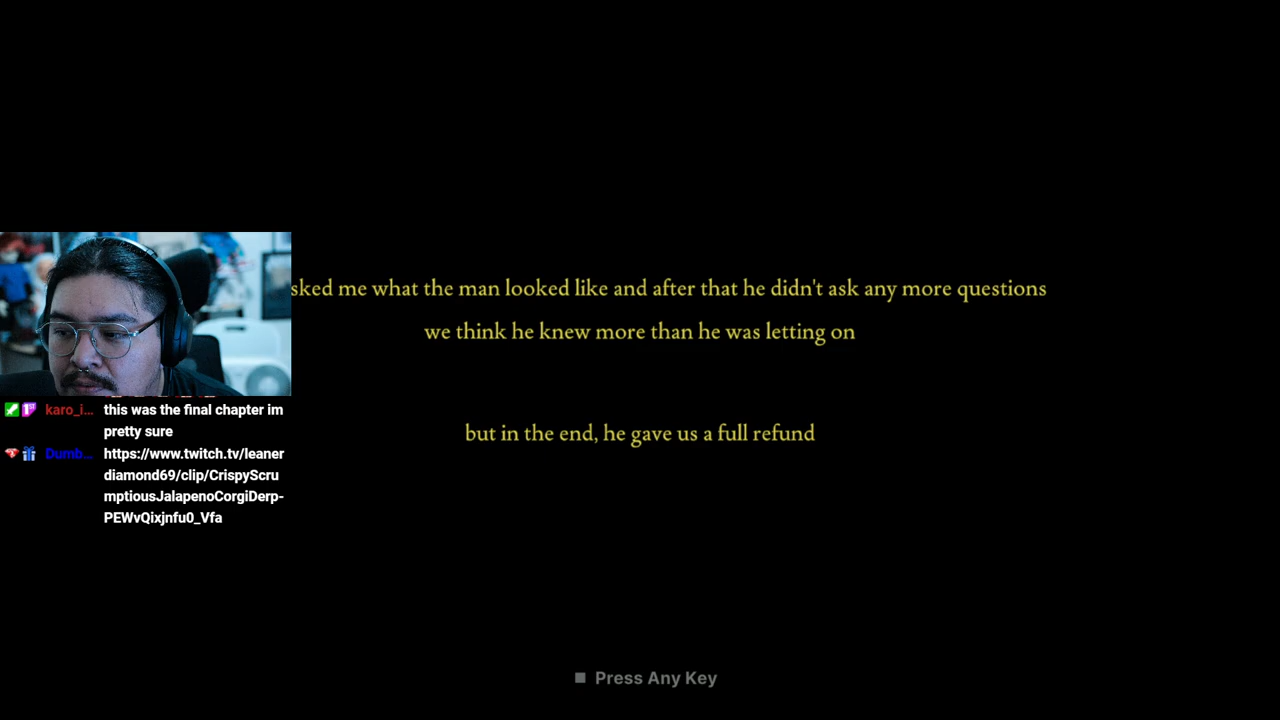 sked me what the man looked like and after that he didn't ask any more questions
we think he knew more than he was letting on
but in the end, he gave us a full refund
karo_i... this was the final chapter im
pretty sure
Dumb... https://www.twitch.tv/leaner
diamond69/clip/CrispyScru
mptiousJalapenoCorgiDerp-
PEWvQixjnfu0_Vfa
Press Any Key